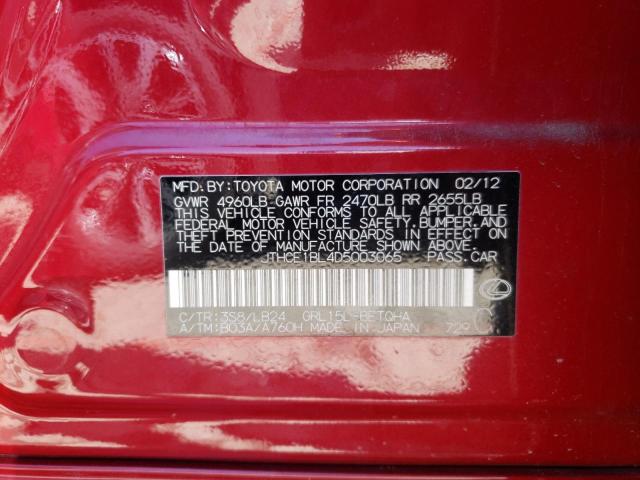 MFD. BY: TOYOTA MOTOR CORPORATION 02/12
GVWR 4960LB GAWR FR 2470LB RR 2655LB
THIS VEHICLE CONFORMS TO ALL APPLICABLE
FEDERAL MOTOR VEHICLE SAFETY, BUMPER, AND
THEFT PREVENTION STANDARDS IN EFFECT ON
THE DATE OF MANUFACTURE SHOWN ABOVE.
JTHCE1BL4D5003065 PASS. CAR
C/TR: 3S8/LB24 GRL15L-BETQHA
A/TM: B03A/A760H MADE IN JAPAN 729 C